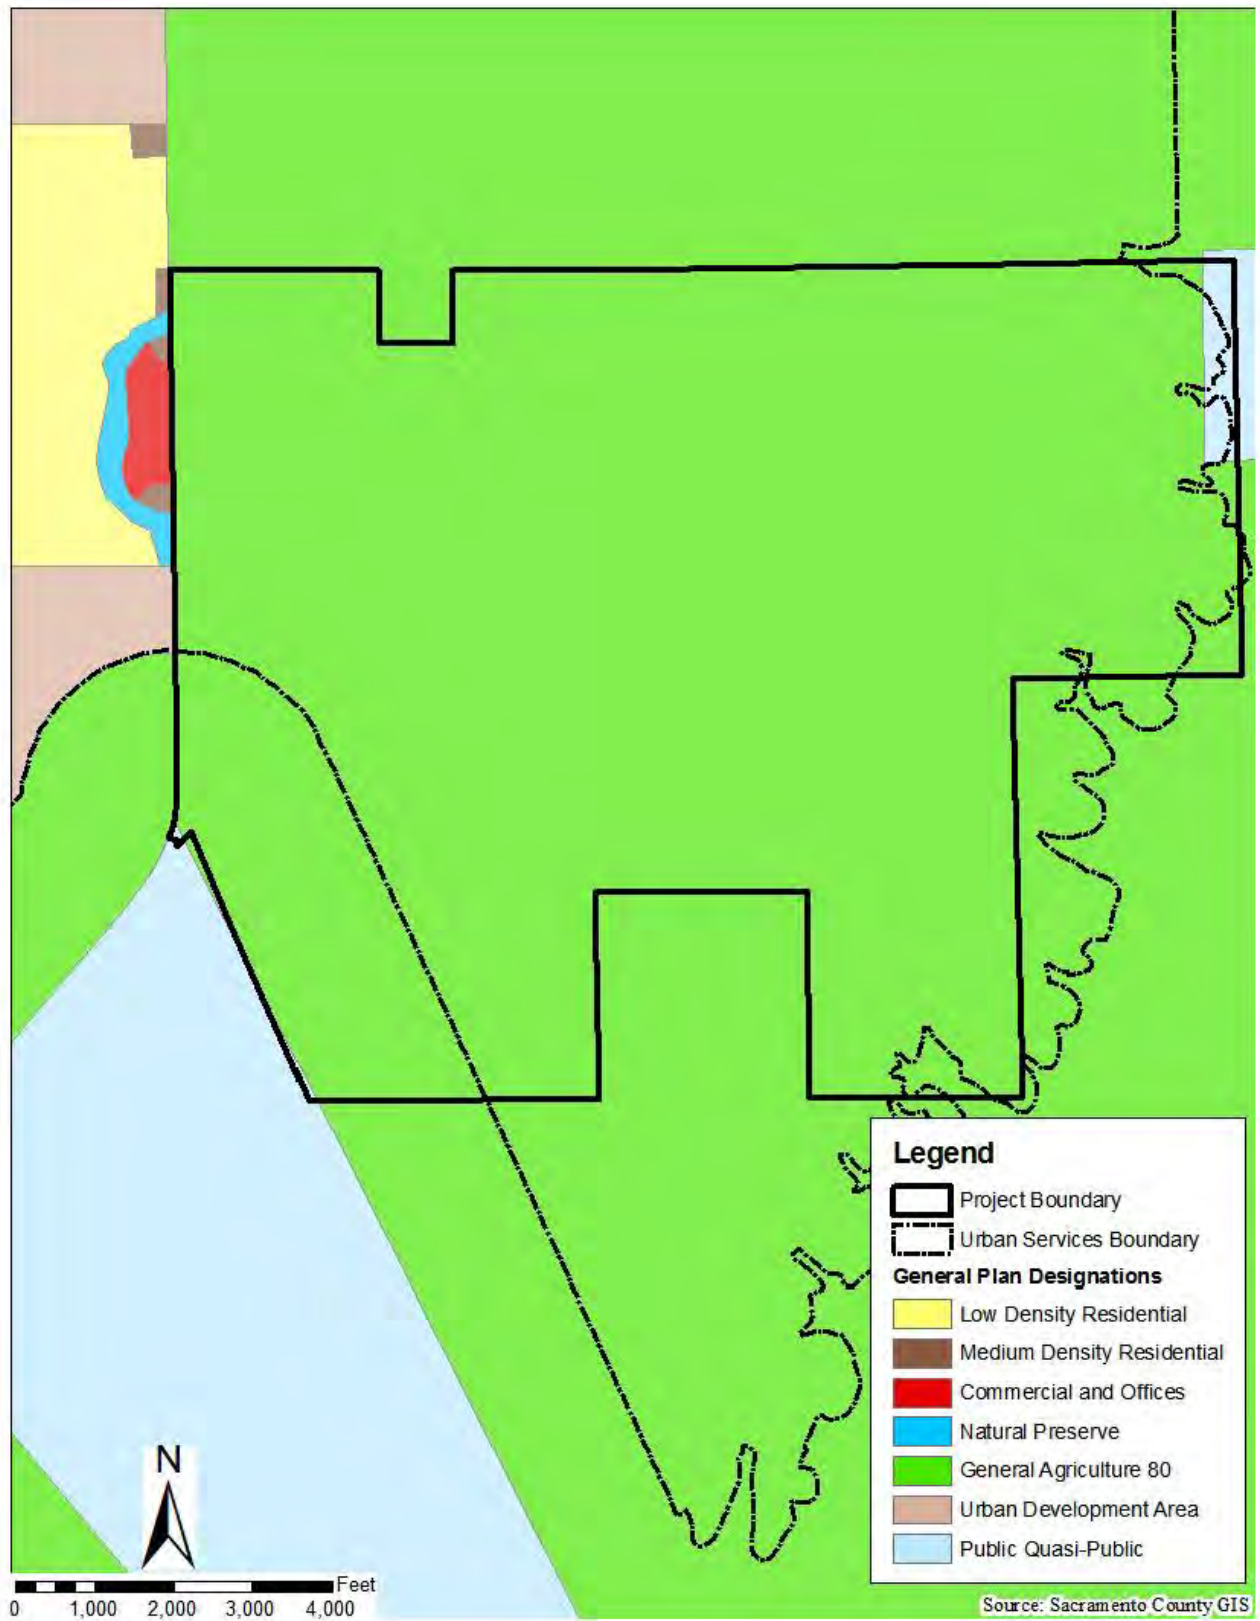 Legend
Project Boundary
Urban Services Boundary
General Plan Designations
Low Density Residential
Medium Density Residential
Commercial and Offices
Natural Preserve
General Agriculture 80
Urban Development Area
Public Quasi-Public
N
Feet
0 1,000 2,000 3,000 4,000
Source: Sacramento County GIS